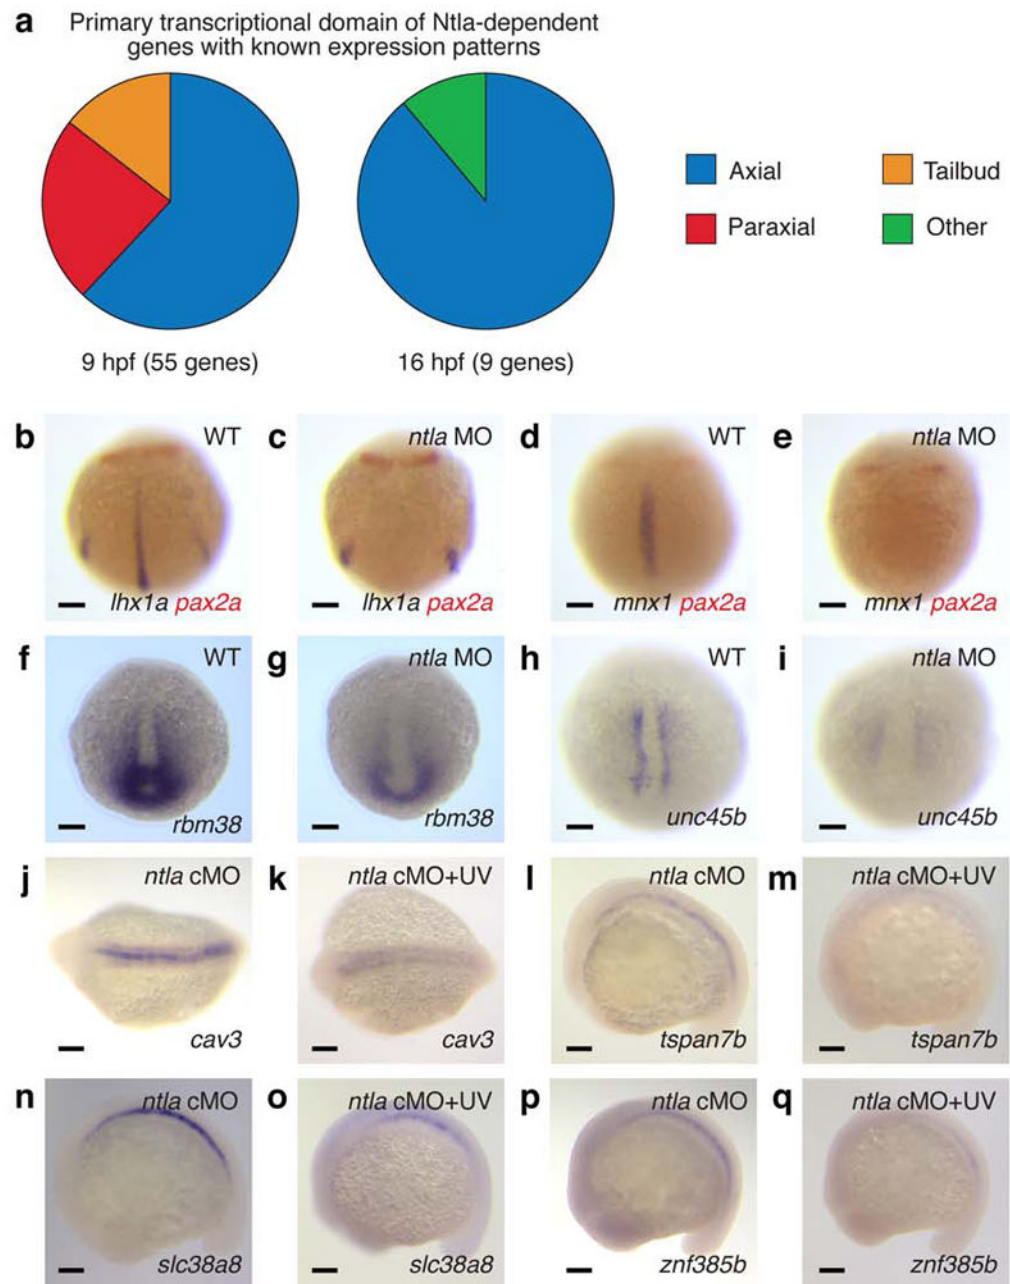 a
Primary transcriptional domain of Ntla-dependent
genes with known expression patterns
Axial
Tailbud
Paraxial
Other
9 hpf (55 genes)
16 hpf (9 genes)
b
WT
lhx1a pax2a
c
ntla MO
lhx1a pax2a
d
WT
mnx1 pax2a
e
ntla MO
mnx1 pax2a
f
WT
rbm38
g
ntla MO
rbm38
h
WT
unc45b
i
ntla MO
unc45b
j
ntla cMO
cav3
k
ntla cMO+UV
cav3
l
ntla cMO
tspan7b
m
ntla cMO+UV
tspan7b
n
ntla cMO
slc38a8
o
ntla cMO+UV
slc38a8
p
ntla cMO
znf385b
q
ntla cMO+UV
znf385b